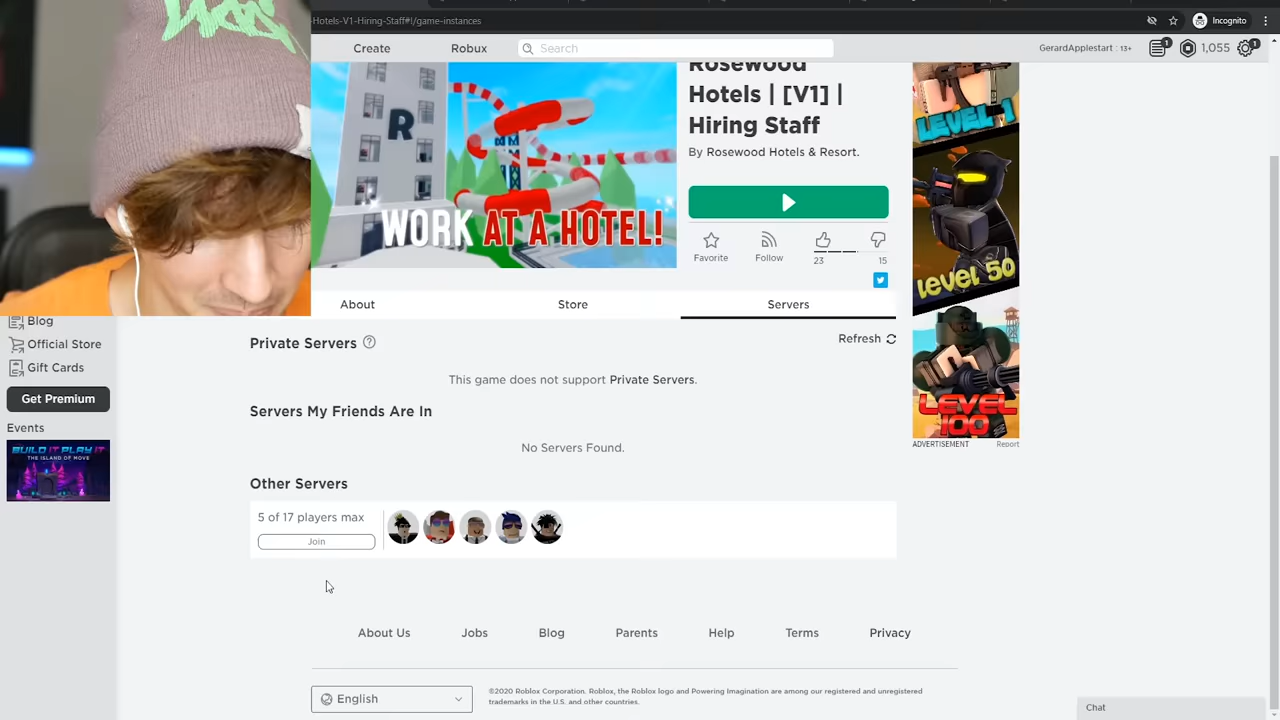 -Hotels-V1-Hiring-Staff#!/game-instances
Incognito
Create
Robux
Search
GerardApplestart : 13+
1
1,055
1
Rosewood
Hotels | [V1] |
Hiring Staff
By Rosewood Hotels & Resort.
R
WORK AT A HOTEL!
Favorite
Follow
23
15
LEVEL 1
level 50
LEVEL
100
ADVERTISEMENT
Report
About
Store
Servers
Blog
Official Store
Gift Cards
Get Premium
Events
BUILD IT PLAY IT
THE ISLAND OF MOVE
Private Servers
Refresh
This game does not support Private Servers.
Servers My Friends Are In
No Servers Found.
Other Servers
5 of 17 players max
Join
About Us
Jobs
Blog
Parents
Help
Terms
Privacy
English
©2020 Roblox Corporation. Roblox, the Roblox logo and Powering Imagination are among our registered and unregistered
trademarks in the U.S. and other countries.
Chat